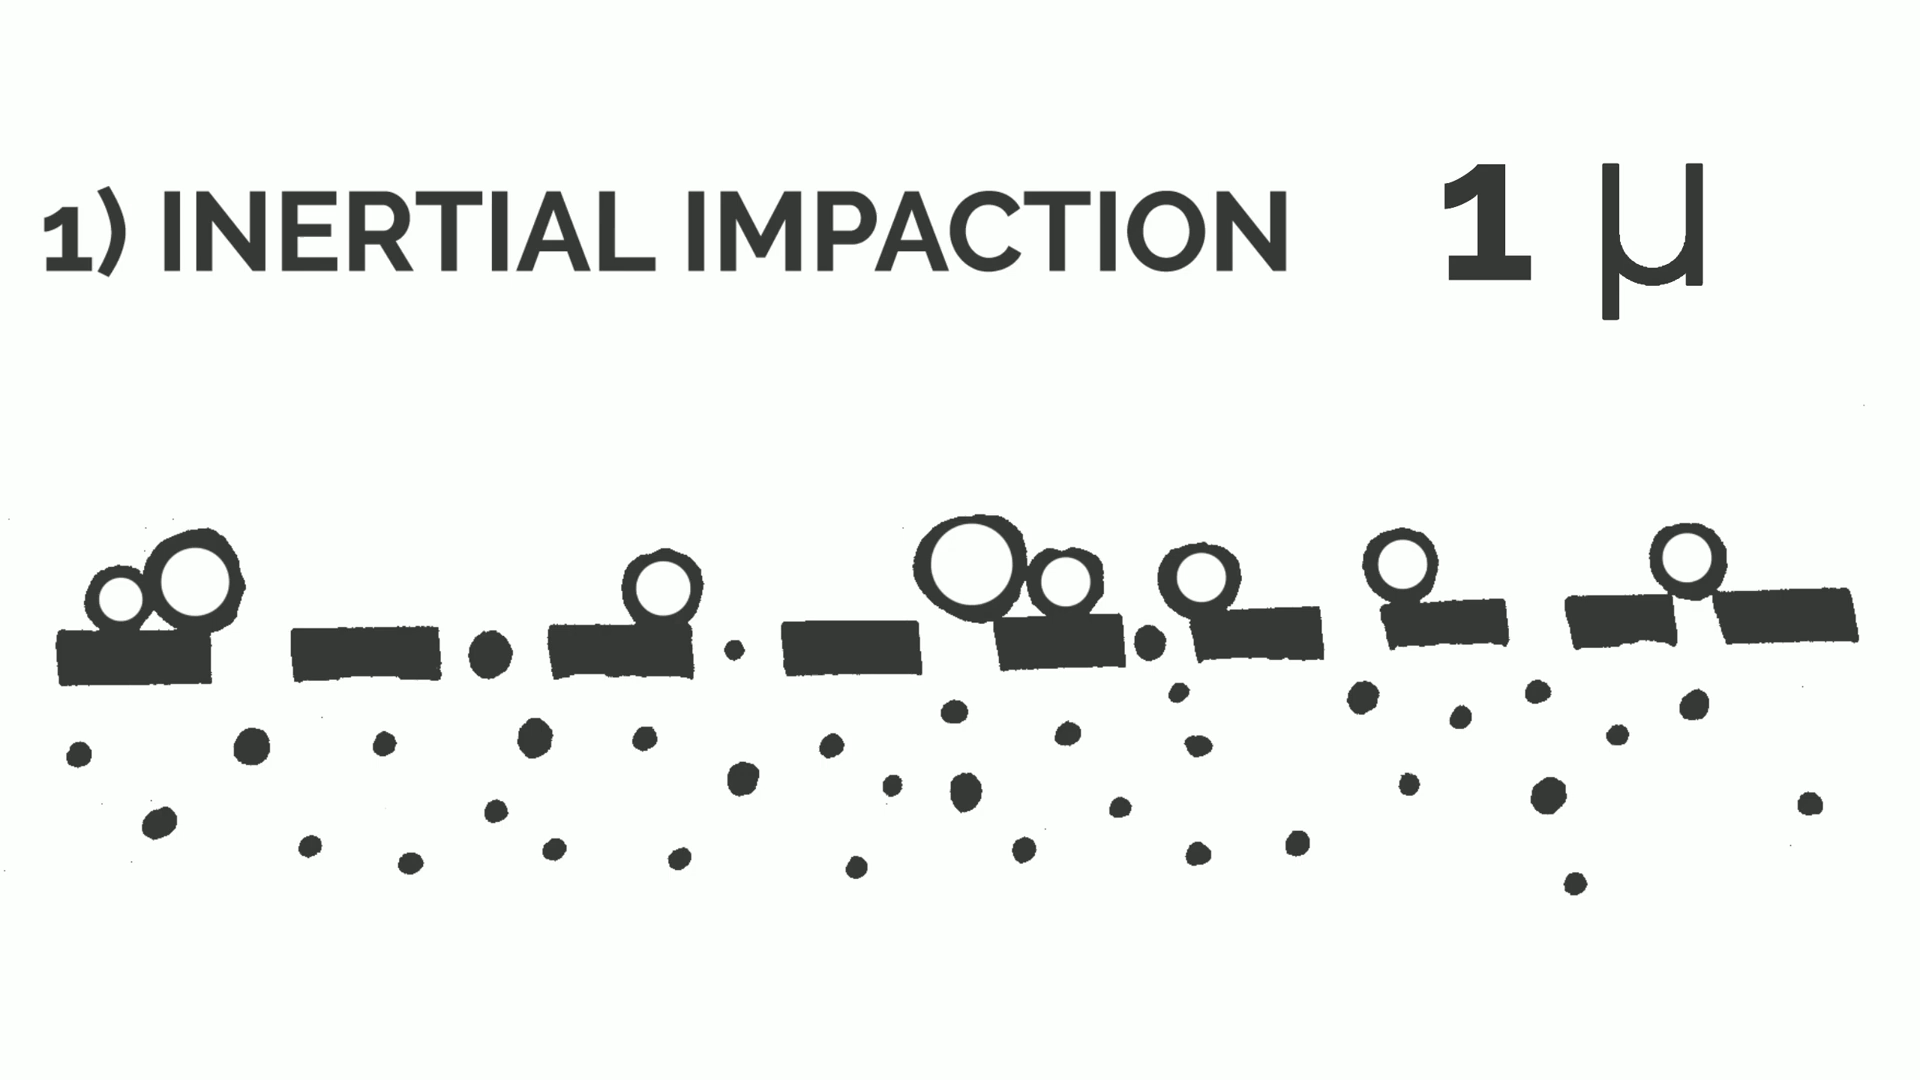 1) INERTIAL IMPACTION 1 μ